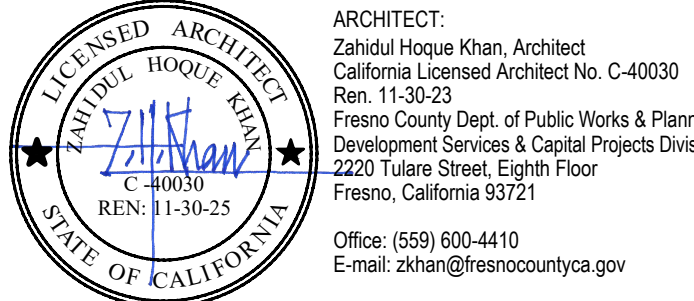 LICENSED ARCHITECT
ZAHIDUL HOQUE KHAN
Z.H.Khan
C -40030
REN: 11-30-25
STATE OF CALIFORNIA
ARCHITECT:
Zahidul Hoque Khan, Architect
California Licensed Architect No. C-40030
Ren. 11-30-23
Fresno County Dept. of Public Works & Plann
Development Services & Capital Projects Divis
2220 Tulare Street, Eighth Floor
Fresno, California 93721
Office: (559) 600-4410
E-mail: zkhan@fresnocountyca.gov